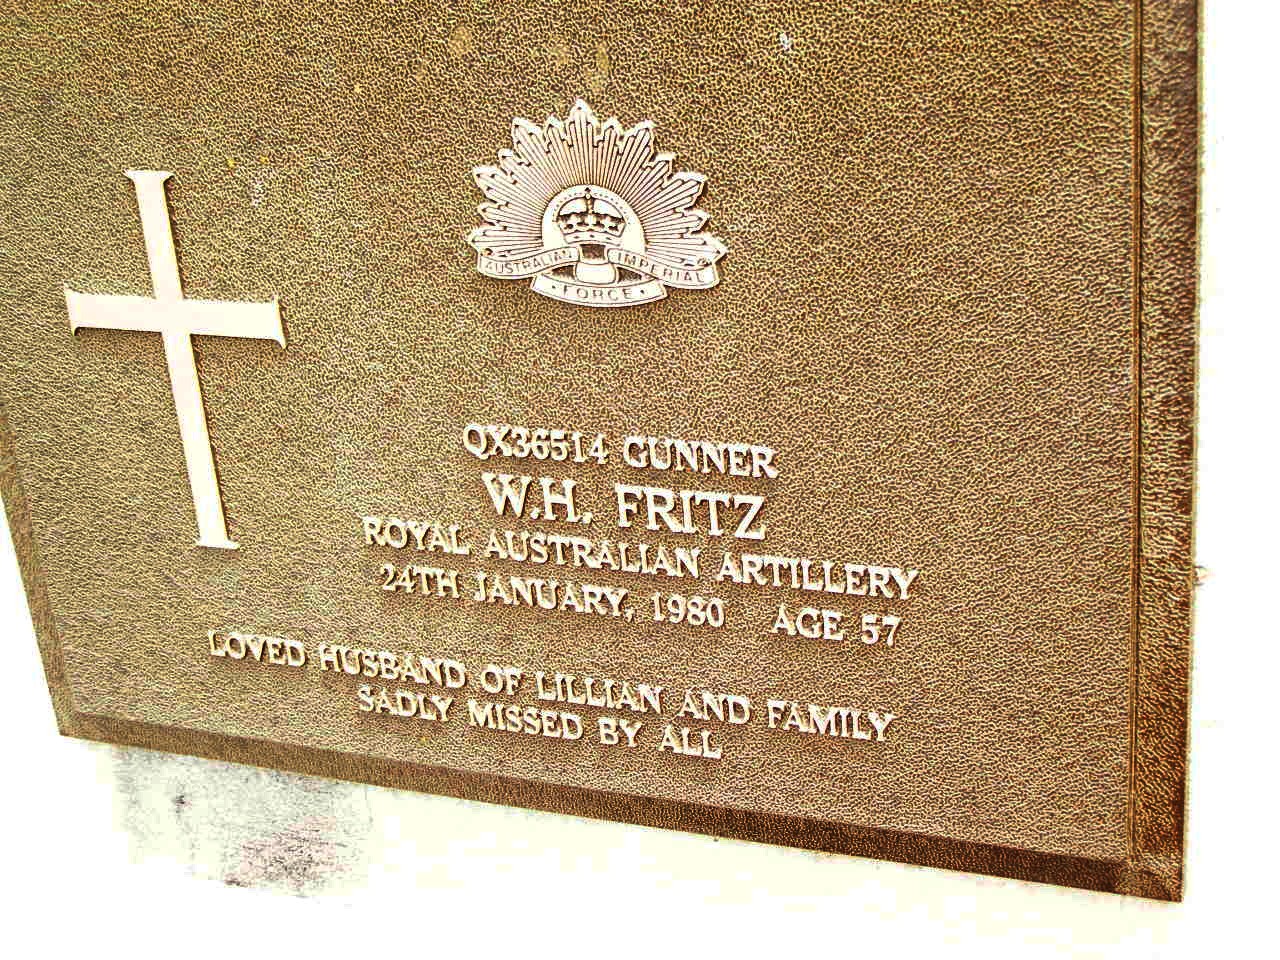 AUSTRALIAN IMPERIAL
FORCE
QX36514 GUNNER
W.H. FRITZ
ROYAL AUSTRALIAN ARTILLERY
24TH JANUARY, 1980 AGE 57
LOVED HUSBAND OF LILLIAN AND FAMILY
SADLY MISSED BY ALL